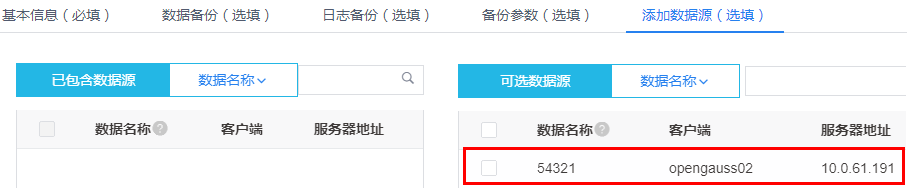 基本信息（必填） 数据备份（选填） 日志备份（选填） 备份参数（选填） 添加数据源（选填）
已包含数据源 数据名称 可选数据源 数据名称
数据名称 ? 客户端 服务器地址 数据名称 ? 客户端 服务器地址
54321 opengauss02 10.0.61.191